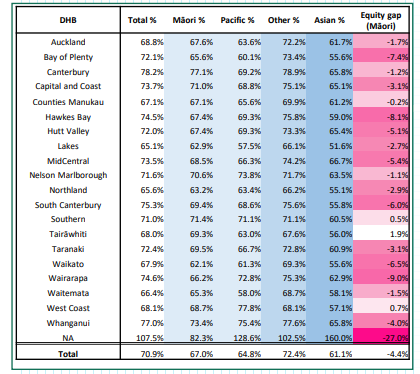 DHB Total % Māori % Pacific % Other % Asian % Equity gap (Māori)
Auckland 68.8% 67.6% 63.6% 72.2% 61.7% -1.7%
Bay of Plenty 72.1% 65.6% 60.1% 73.4% 55.6% -7.4%
Canterbury 78.2% 77.1% 69.2% 78.9% 65.8% -1.2%
Capital and Coast 73.7% 71.0% 68.8% 75.1% 65.1% -3.1%
Counties Manukau 67.1% 67.1% 65.6% 69.9% 61.2% -0.2%
Hawkes Bay 74.5% 67.4% 69.3% 75.8% 59.0% -8.1%
Hutt Valley 72.0% 67.4% 69.3% 73.3% 65.4% -5.1%
Lakes 65.1% 62.9% 57.5% 66.1% 51.6% -2.7%
MidCentral 73.5% 68.5% 66.3% 74.2% 66.7% -5.4%
Nelson Marlborough 71.6% 70.6% 73.8% 71.7% 63.5% -1.1%
Northland 65.6% 63.2% 63.4% 66.2% 55.1% -2.9%
South Canterbury 75.3% 69.4% 68.6% 75.6% 55.8% -6.0%
Southern 71.0% 71.4% 71.1% 71.1% 60.5% 0.5%
Tairāwhiti 68.0% 69.3% 63.0% 67.6% 56.0% 1.9%
Taranaki 72.4% 69.5% 66.7% 72.8% 60.9% -3.1%
Waikato 67.9% 62.1% 61.3% 69.3% 55.6% -6.5%
Wairarapa 74.6% 66.2% 72.8% 75.3% 62.9% -9.0%
Waitemata 66.4% 65.3% 58.0% 68.7% 58.1% -1.5%
West Coast 68.1% 68.7% 77.8% 68.1% 57.1% 0.7%
Whanganui 77.0% 73.4% 75.4% 77.6% 65.8% -4.0%
NA 107.5% 82.3% 128.6% 102.5% 160.0% -27.0%
Total 70.9% 67.0% 64.8% 72.4% 61.1% -4.4%